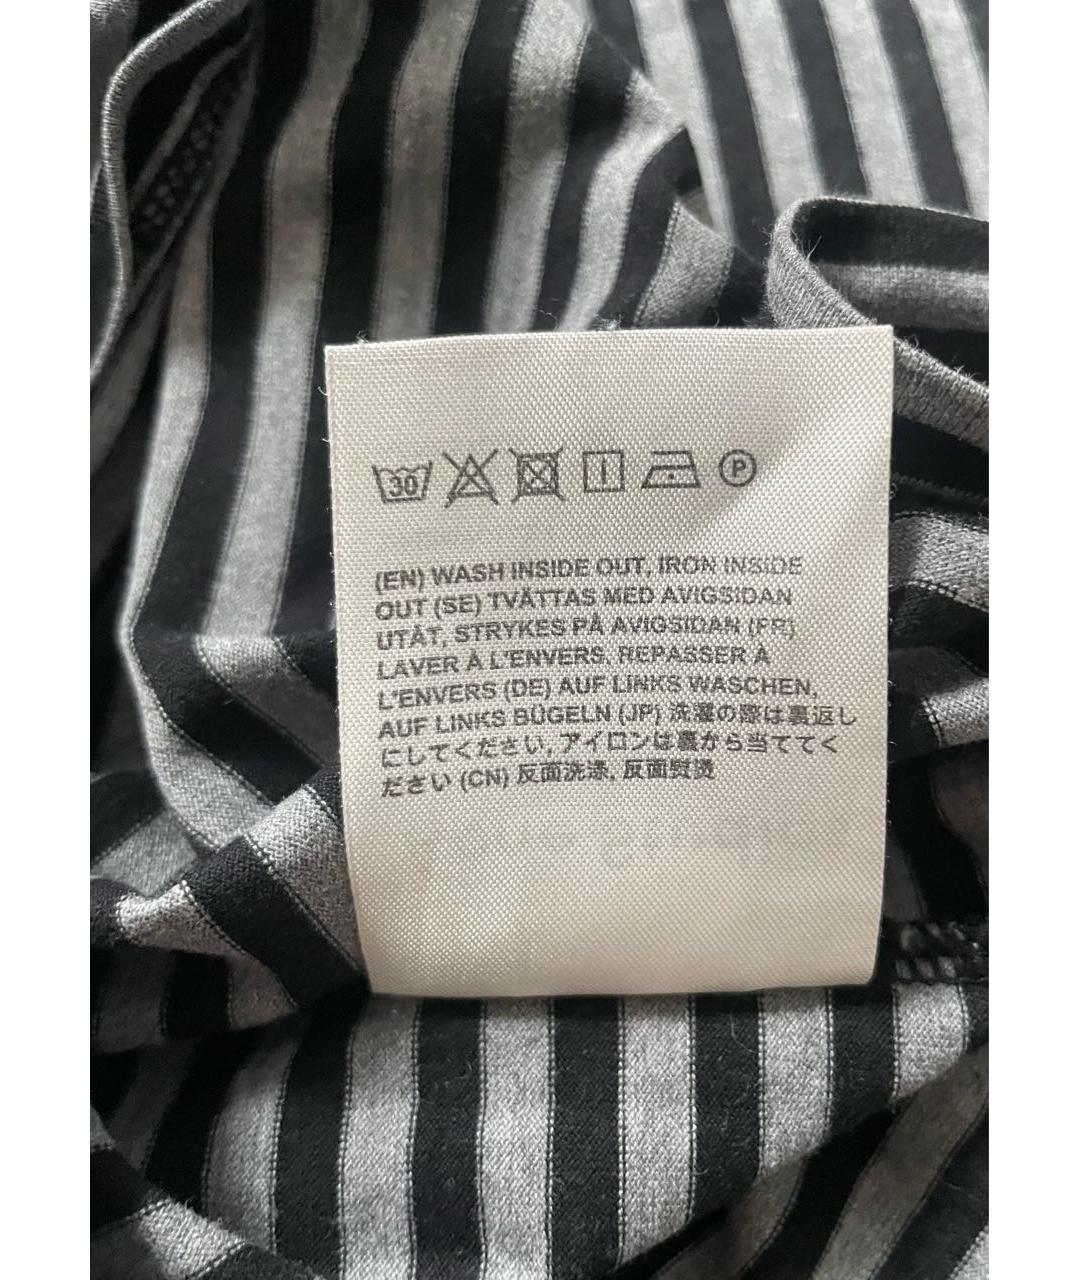 30 P
(EN) WASH INSIDE OUT, IRON INSIDE
OUT (SE) TVÄTTAS MED AVIGSIDAN
UTÅT, STRYKES PÅ AVIGSIDAN (FR)
LAVER À L'ENVERS, REPASSER À
L'ENVERS (DE) AUF LINKS WASCHEN,
AUF LINKS BÜGELN (JP) 洗濯の際は裏返し
にしてください, アイロンは裏から当ててく
ださい (CN) 反面洗涤, 反面熨烫